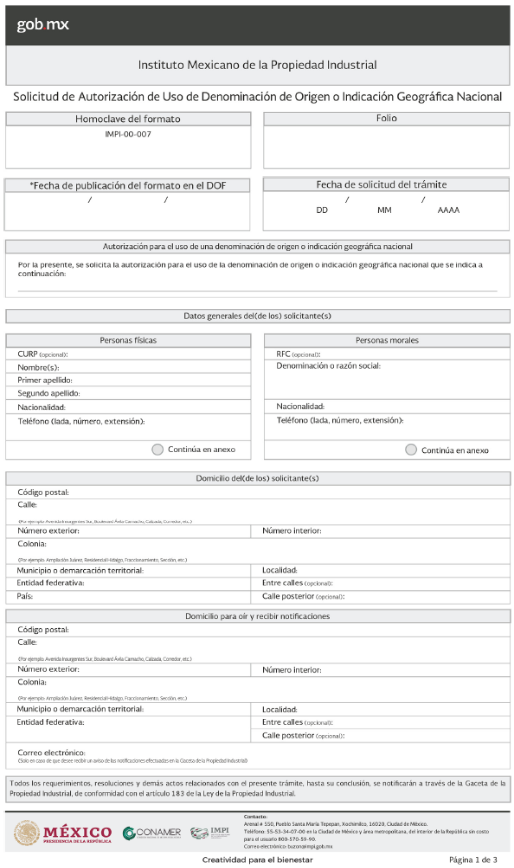 gob.mx
Instituto Mexicano de la Propiedad Industrial
Solicitud de Autorización de Uso de Denominación de Origen o Indicación Geográfica Nacional
Homoclave del formato
IMPI-00-007
Folio
*Fecha de publicación del formato en el DOF
/ /
Fecha de solicitud del trámite
/ /
DD MM AAAA
Autorización para el uso de una denominación de origen o indicación geográfica nacional
Por la presente, se solicita la autorización para el uso de la denominación de origen o indicación geográfica nacional que se indica a
continuación:
Datos generales del(de los) solicitante(s)
Personas físicas
CURP (opcional):
Nombre(s):
Primer apellido:
Segundo apellido:
Nacionalidad:
Teléfono (lada, número, extensión):
Continúa en anexo
Personas morales
RFC (opcional):
Denominación o razón social:
Nacionalidad:
Teléfono (lada, número, extensión):
Continúa en anexo
Domicilio del(de los) solicitante(s)
Código postal:
Calle:
(Por ejemplo: Avenida Insurgentes Sur, Boulevard Ávila Camacho, Calzada, Corredor, etc.)
Número exterior: Número interior:
Colonia:
(Por ejemplo: Ampliación Juárez, Residencial Hidalgo, Fraccionamiento, Sección, etc.)
Municipio o demarcación territorial: Localidad:
Entidad federativa: Entre calles (opcional):
País: Calle posterior (opcional):
Domicilio para oír y recibir notificaciones
Código postal:
Calle:
(Por ejemplo: Avenida Insurgentes Sur, Boulevard Ávila Camacho, Calzada, Corredor, etc.)
Número exterior: Número interior:
Colonia:
(Por ejemplo: Ampliación Juárez, Residencial Hidalgo, Fraccionamiento, Sección, etc.)
Municipio o demarcación territorial: Localidad:
Entidad federativa: Entre calles (opcional):
Calle posterior (opcional):
Correo electrónico:
(Sólo en caso de que desee recibir un aviso de las notificaciones efectuadas en la Gaceta de la Propiedad Industrial)
Todos los requerimientos, resoluciones y demás actos relacionados con el presente trámite, hasta su conclusión, se notificarán a través de la Gaceta de la
Propiedad Industrial, de conformidad con el artículo 183 de la Ley de la Propiedad Industrial.
MÉXICO
PRESIDENCIA DE LA REPÚBLICA
CONAMER
IMPI
Contacto:
Arenal # 550, Pueblo Santa María Tepepan, Xochimilco, 16020, Ciudad de México.
Teléfono: 55-53-34-07-00 en la Ciudad de México y área metropolitana, del interior de la República sin costo
para el usuario 800-570-59-90.
Correo electrónico: buzon@impi.gob.mx
Creatividad para el bienestar
Página 1 de 3